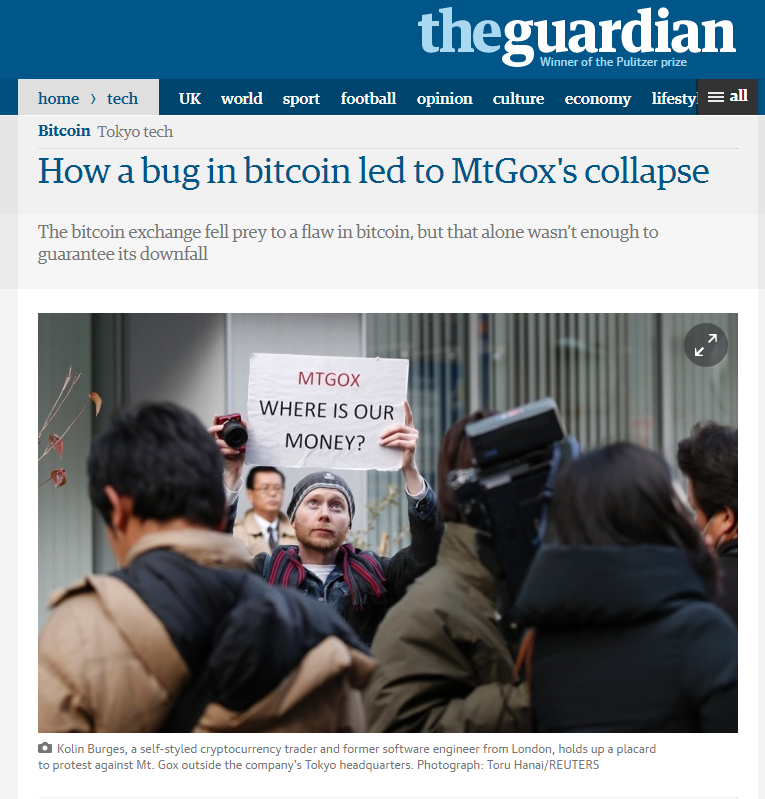 theguardian
Winner of the Pulitzer prize
home › tech UK world sport football opinion culture economy lifesty all
Bitcoin Tokyo tech
How a bug in bitcoin led to MtGox's collapse
The bitcoin exchange fell prey to a flaw in bitcoin, but that alone wasn't enough to
guarantee its downfall
MTGOX
WHERE IS OUR
MONEY?
Kolin Burges, a self-styled cryptocurrency trader and former software engineer from London, holds up a placard
to protest against Mt. Gox outside the company's Tokyo headquarters. Photograph: Toru Hanai/REUTERS